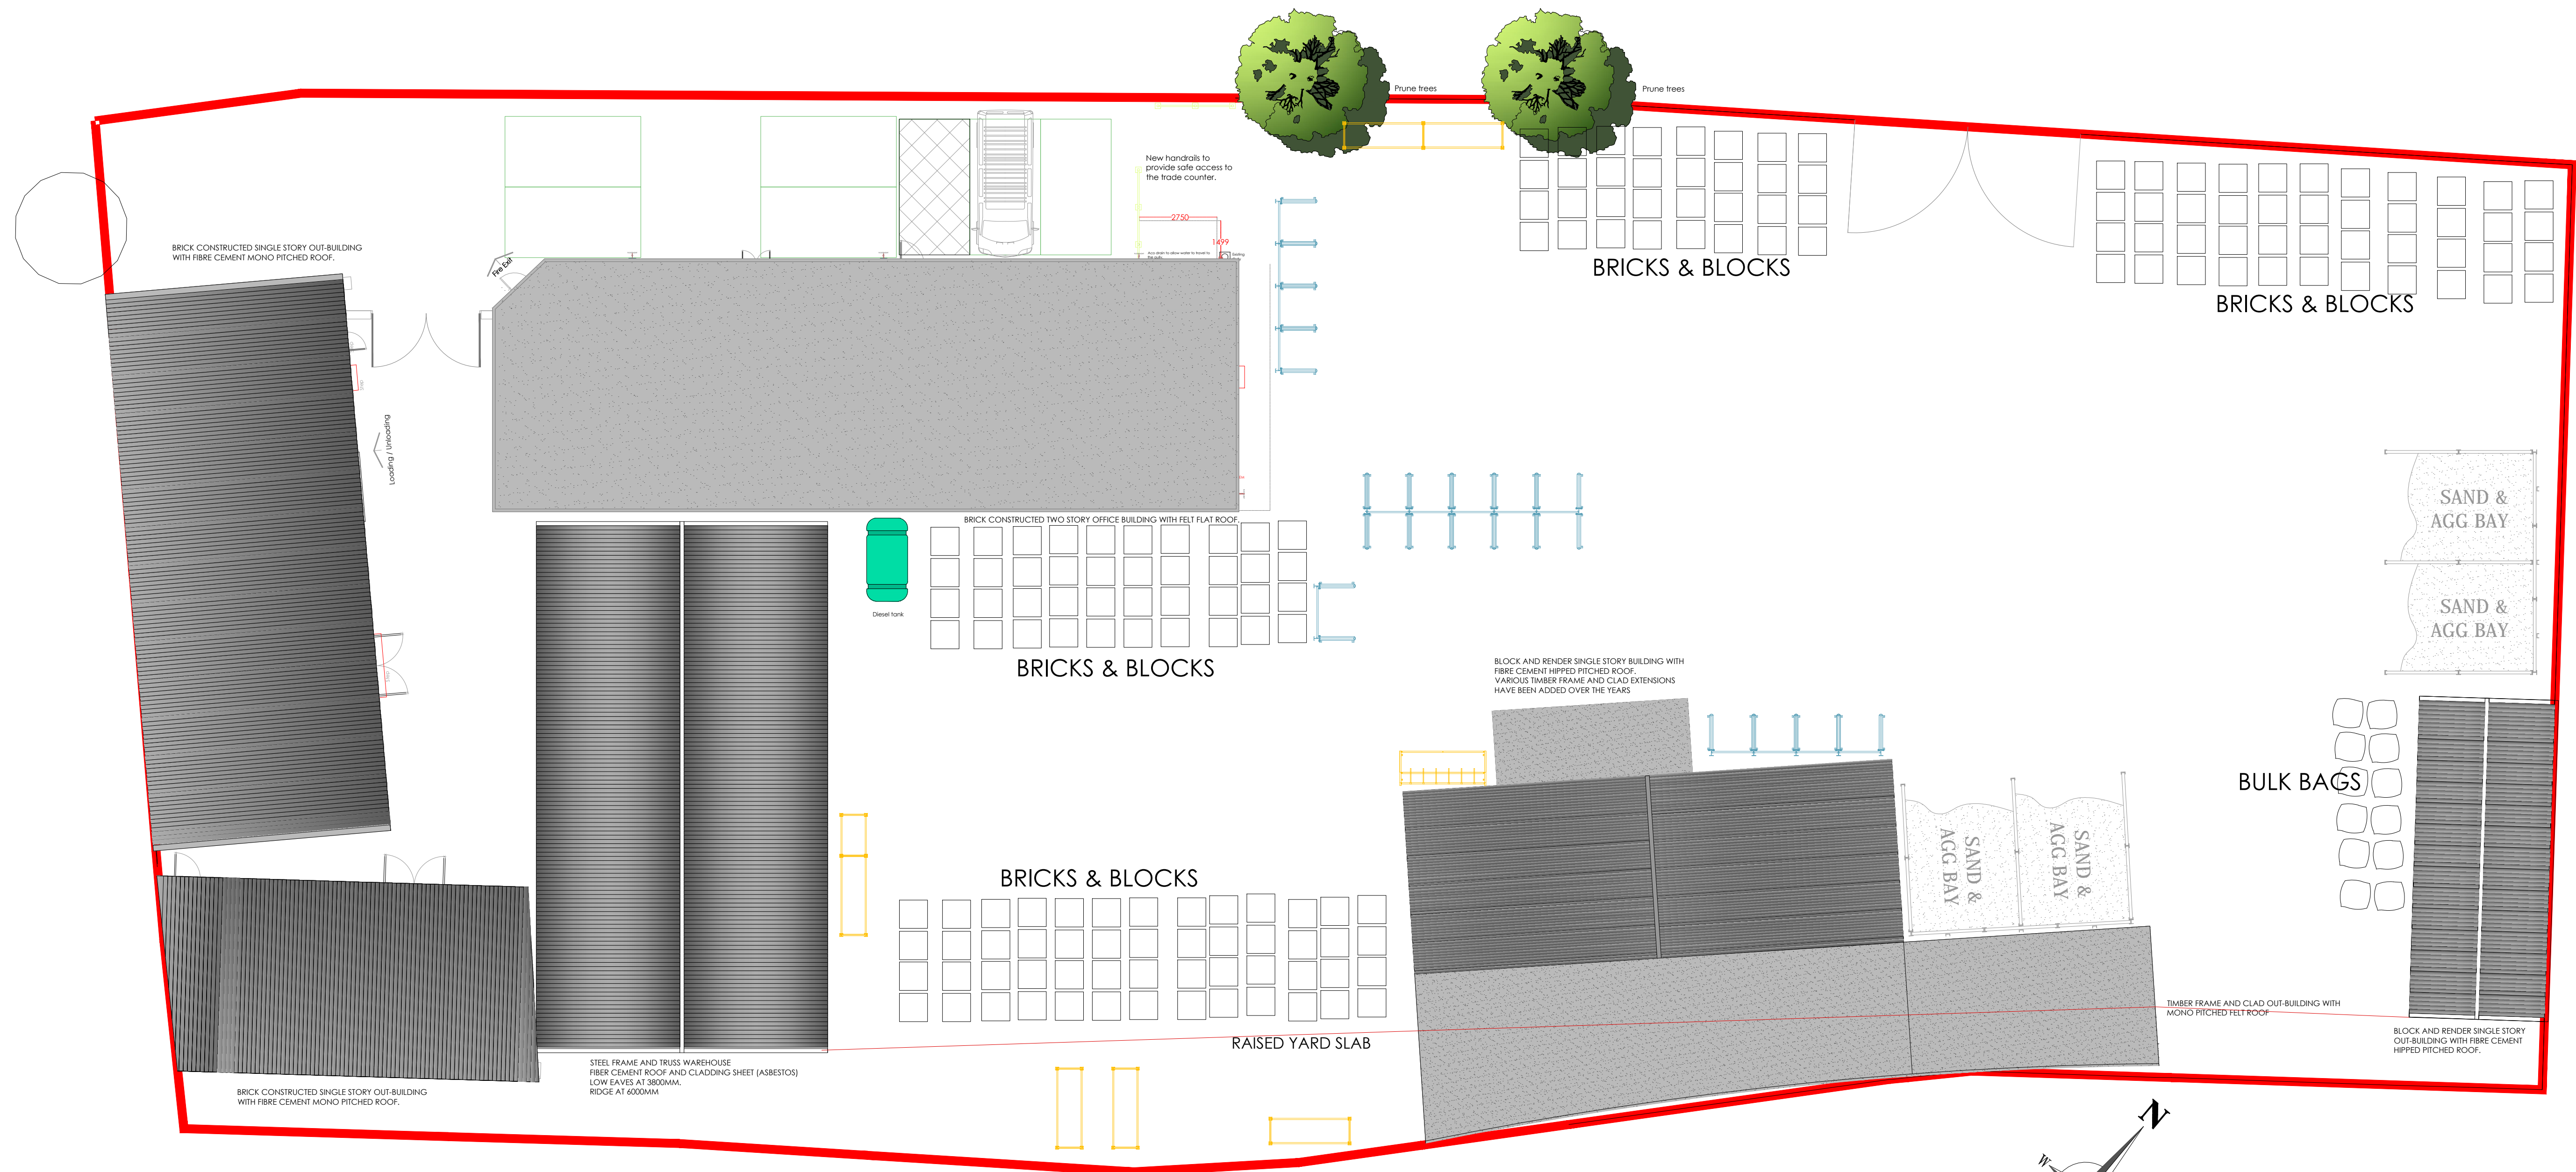 Prune trees
Prune trees
New handrails to
provide safe access to
the trade counter.
2750
1499
Fire Exit
BRICK CONSTRUCTED SINGLE STORY OUT-BUILDING
WITH FIBRE CEMENT MONO PITCHED ROOF.
BRICKS & BLOCKS
BRICKS & BLOCKS
Loading / Unloading
SAND &
AGG BAY
SAND &
AGG BAY
BRICK CONSTRUCTED TWO STORY OFFICE BUILDING WITH FELT FLAT ROOF.
Diesel tank
BRICKS & BLOCKS
BLOCK AND RENDER SINGLE STORY BUILDING WITH
FIBRE CEMENT HIPPED PITCHED ROOF.
VARIOUS TIMBER FRAME AND CLAD EXTENSIONS
HAVE BEEN ADDED OVER THE YEARS
BULK BAGS
SAND &
AGG BAY
SAND &
AGG BAY
BRICKS & BLOCKS
RAISED YARD SLAB
TIMBER FRAME AND CLAD OUT-BUILDING WITH
MONO PITCHED FELT ROOF
BLOCK AND RENDER SINGLE STORY
OUT-BUILDING WITH FIBRE CEMENT
HIPPED PITCHED ROOF.
STEEL FRAME AND TRUSS WAREHOUSE
FIBER CEMENT ROOF AND CLADDING SHEET (ASBESTOS)
LOW EAVES AT 3800MM.
RIDGE AT 6000MM
BRICK CONSTRUCTED SINGLE STORY OUT-BUILDING
WITH FIBRE CEMENT MONO PITCHED ROOF.
N
W